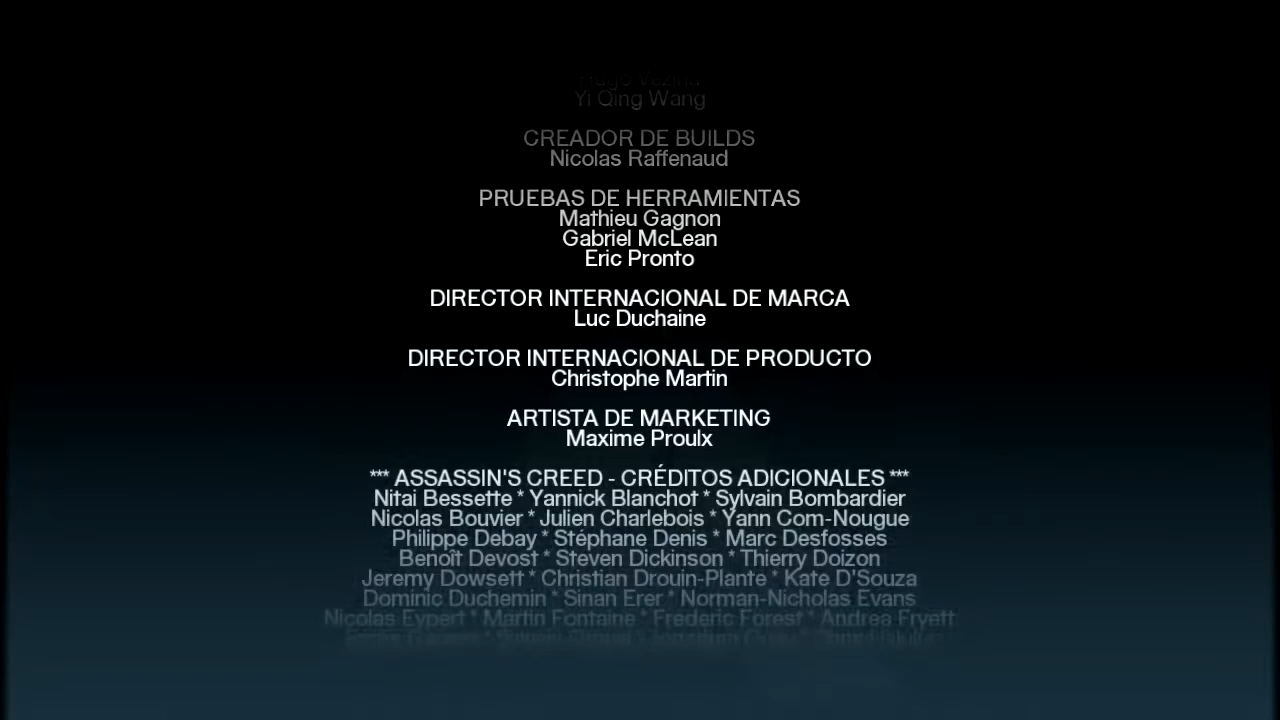 Yi Qing Wang
CREADOR DE BUILDS
Nicolas Raffenaud
PRUEBAS DE HERRAMIENTAS
Mathieu Gagnon
Gabriel McLean
Eric Pronto
DIRECTOR INTERNACIONAL DE MARCA
Luc Duchaine
DIRECTOR INTERNACIONAL DE PRODUCTO
Christophe Martin
ARTISTA DE MARKETING
Maxime Proulx
*** ASSASSIN'S CREED - CRÉDITOS ADICIONALES ***
Nitai Bessette * Yannick Blanchot * Sylvain Bombardier
Nicolas Bouvier * Julien Charlebois * Yann Com-Nougue
Philippe Debay * Stéphane Denis * Marc Desfosses
Benoît Devost * Steven Dickinson * Thierry Doizon
Jeremy Dowsett * Christian Drouin-Plante * Kate D'Souza
Dominic Duchemin * Sinan Erer * Norman-Nicholas Evans
Nicolas Eypert * Martin Fontaine * Frederic Forest * Andrea Fryett